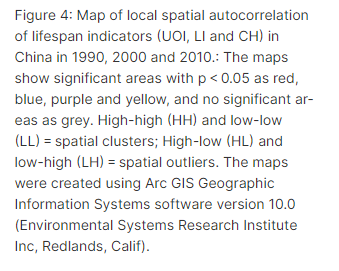 Figure 4: Map of local spatial autocorrelation
of lifespan indicators (UOI, LI and CH) in
China in 1990, 2000 and 2010.: The maps
show significant areas with p < 0.05 as red,
blue, purple and yellow, and no significant ar-
eas as grey. High-high (HH) and low-low
(LL) = spatial clusters; High-low (HL) and
low-high (LH) = spatial outliers. The maps
were created using Arc GIS Geographic
Information Systems software version 10.0
(Environmental Systems Research Institute
Inc, Redlands, Calif).